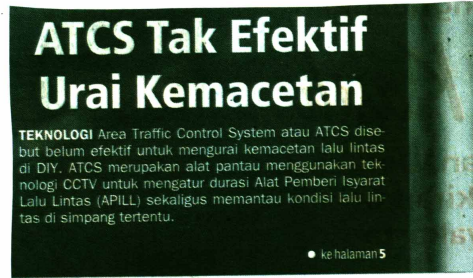 ATCS Tak Efektif
Urai Kemacetan
TEKNOLOGI Area Traffic Control System atau ATCS dise-
but belum efektif untuk mengurai kemacetan lalu lintas
di DIY. ATCS merupakan alat pantau menggunakan tek-
nologi CCTV untuk mengatur durasi Alat Pemberi Isyarat
Lalu Lintas (APILL) sekaligus memantau kondisi lalu lin-
tas di simpang tertentu.
● ke halaman 5